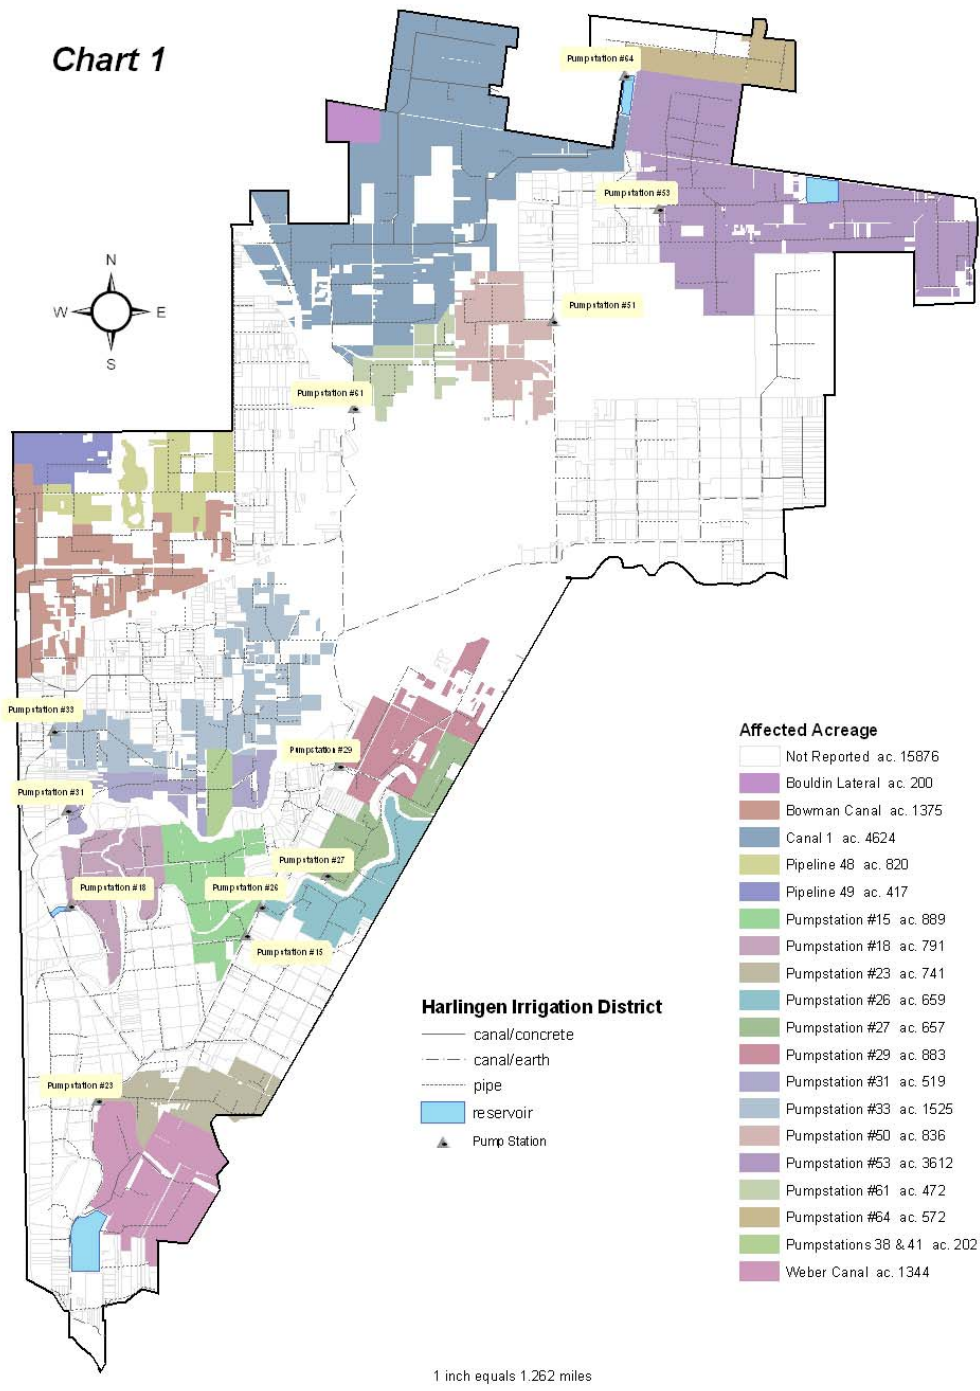 Chart 1
Pumpstation #64
Pumpstation #53
N
W
E
S
Pumpstation #51
Pumpstation #61
Pumpstation #33
Pumpstation #29
Pumpstation #31
Pumpstation #27
Pumpstation #18
Pumpstation #26
Pumpstation #15
Pumpstation #23
Affected Acreage
Not Reported ac. 15876
Bouldin Lateral ac. 200
Bowman Canal ac. 1375
Canal 1 ac. 4624
Pipeline 48 ac. 820
Pipeline 49 ac. 417
Pumpstation #15 ac. 889
Pumpstation #18 ac. 791
Pumpstation #23 ac. 741
Pumpstation #26 ac. 659
Pumpstation #27 ac. 657
Pumpstation #29 ac. 883
Pumpstation #31 ac. 519
Pumpstation #33 ac. 1525
Pumpstation #50 ac. 836
Pumpstation #53 ac. 3612
Pumpstation #61 ac. 472
Pumpstation #64 ac. 572
Pumpstations 38 & 41 ac. 202
Weber Canal ac. 1344
Harlingen Irrigation District
canal/concrete
canal/earth
pipe
reservoir
Pump Station
1 inch equals 1.262 miles